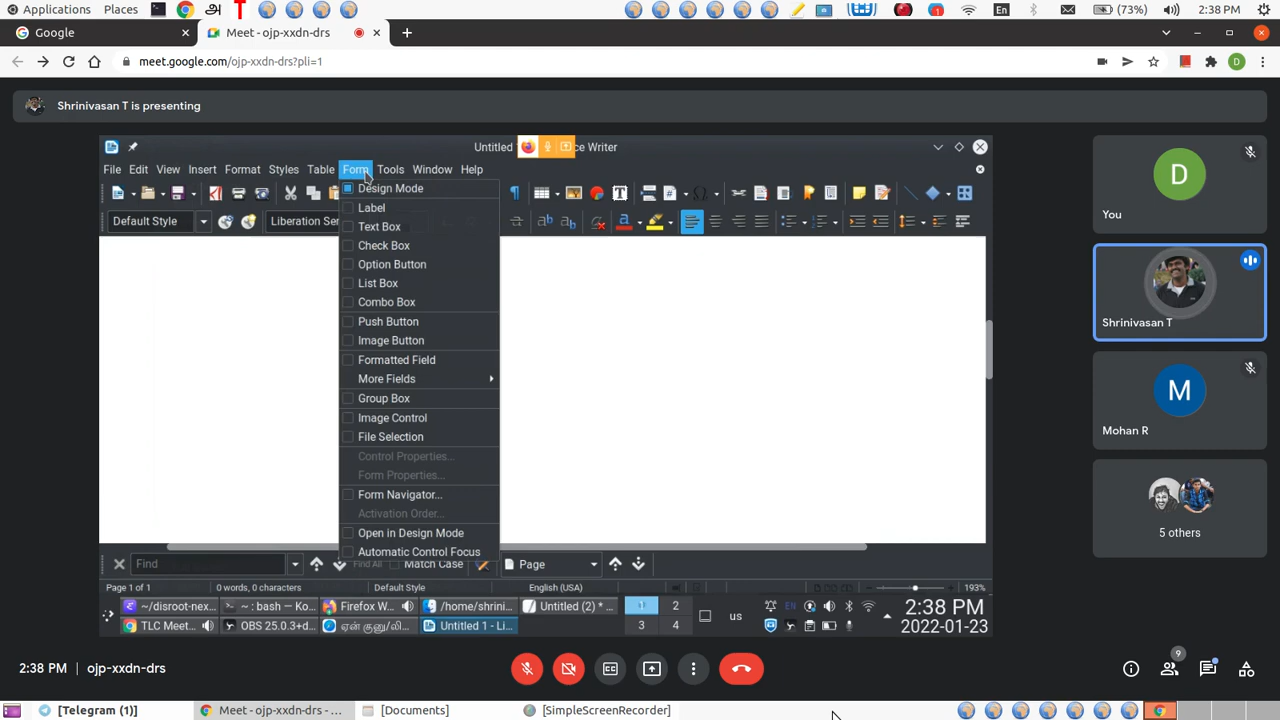 Applications Places அ T En (73%) 2:38 PM
Google Meet - ojp-xxdn-drs
meet.google.com/ojp-xxdn-drs?pli=1 D
Shrinivasan T is presenting
Untitled ce Writer
File Edit View Insert Format Styles Table Form Tools Window Help
Default Style Liberation Se
Design Mode
Label
Text Box
Check Box
Option Button
List Box
Combo Box
Push Button
Image Button
Formatted Field
More Fields
Group Box
Image Control
File Selection
Control Properties...
Form Properties...
Form Navigator...
Activation Order...
Open in Design Mode
Automatic Control Focus
Find Find All Match Case Page
Page 1 of 1 0 words, 0 characters Default Style English (USA) 193%
~/disroot-nex... ~ : bash — Ko... Firefox W... /home/shrini... Untitled (2) * ... 1 2 EN 2:38 PM
TLC Meet... OBS 25.0.3+d... ஏன் குனு/லி... Untitled 1 - Li... 3 4 us 2022-01-23
D
You
Shrinivasan T
M
Mohan R
5 others
2:38 PM ojp-xxdn-drs 9
[Telegram (1)] Meet - ojp-xxdn-drs - ... [Documents] [SimpleScreenRecorder]